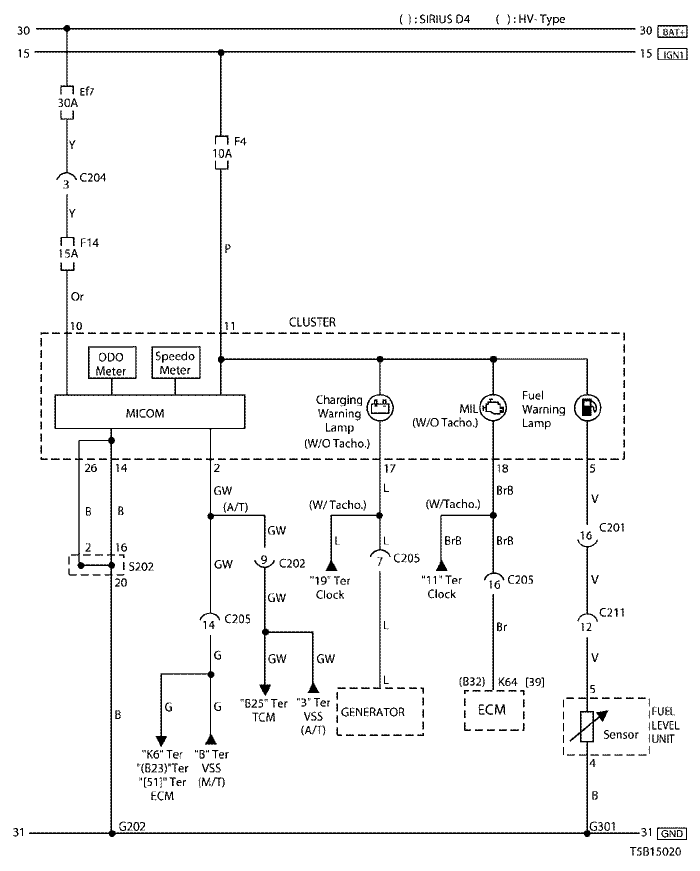 ( ) : SIRIUS D4 ( ) : HV- Type
30 30 BAT+
15 15 IGN1
Ef7
30A
F4
10A
Y
C204
3
Y
F14
15A
P
Or
10 11 CLUSTER
ODO
Meter
Speedo
Meter
MICOM
Charging
Warning
Lamp
(W/O Tacho.)
MIL
(W/O Tacho.)
Fuel
Warning
Lamp
26 14 2 17 18 5
GW L BrB V
(A/T) (W/ Tacho.) (W/Tacho.)
B B GW L L BrB BrB
16 C201
2 16 S202
20
GW 9 C202
7 C205
"19" Ter
Clock
"11" Ter
Clock
16 C205
V
GW
14 C205
C211
12
G GW GW L Br V
G G
"B25" Ter
TCM
"3" Ter
VSS
(A/T)
L
GENERATOR
(B32) K64 [39]
ECM
5
Sensor
FUEL
LEVEL
UNIT
4
B
"K6" Ter
"(B23)"Ter
"[51]" Ter
ECM
"B" Ter
VSS
(M/T)
B
31 G202 G301 31 GND
TSB15020